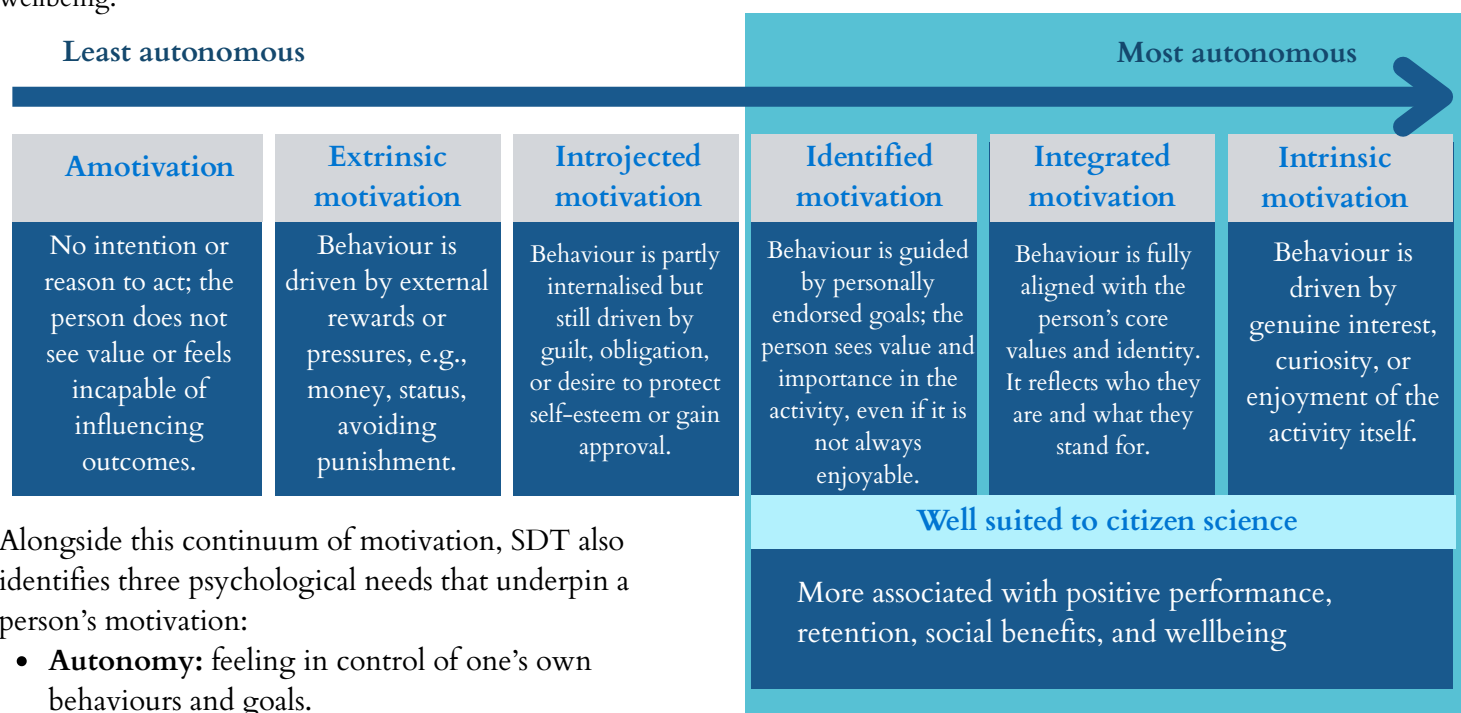 wellbeing.
Least autonomous
Most autonomous
Amotivation
No intention or
reason to act; the
person does not
see value or feels
incapable of
influencing
outcomes.
Extrinsic
motivation
Behaviour is
driven by external
rewards or
pressures, e.g.,
money, status,
avoiding
punishment.
Introjected
motivation
Behaviour is partly
internalised but
still driven by
guilt, obligation,
or desire to protect
self-esteem or gain
approval.
Identified
motivation
Behaviour is guided
by personally
endorsed goals; the
person sees value and
importance in the
activity, even if it is
not always
enjoyable.
Integrated
motivation
Behaviour is fully
aligned with the
person’s core
values and identity.
It reflects who they
are and what they
stand for.
Intrinsic
motivation
Behaviour is
driven by
genuine interest,
curiosity, or
enjoyment of the
activity itself.
Well suited to citizen science
More associated with positive performance,
retention, social benefits, and wellbeing
Alongside this continuum of motivation, SDT also
identifies three psychological needs that underpin a
person’s motivation:
• Autonomy: feeling in control of one’s own
behaviours and goals.